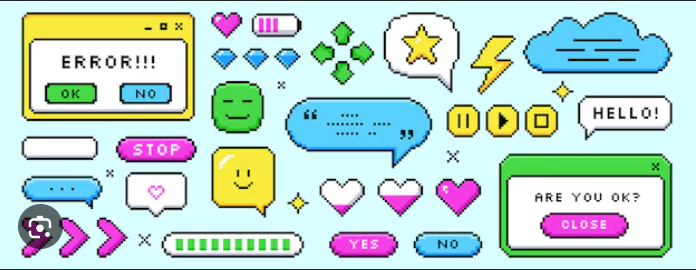 ERROR!!!
OK
NO
STOP
HELLO!
ARE YOU OK?
CLOSE
YES
NO